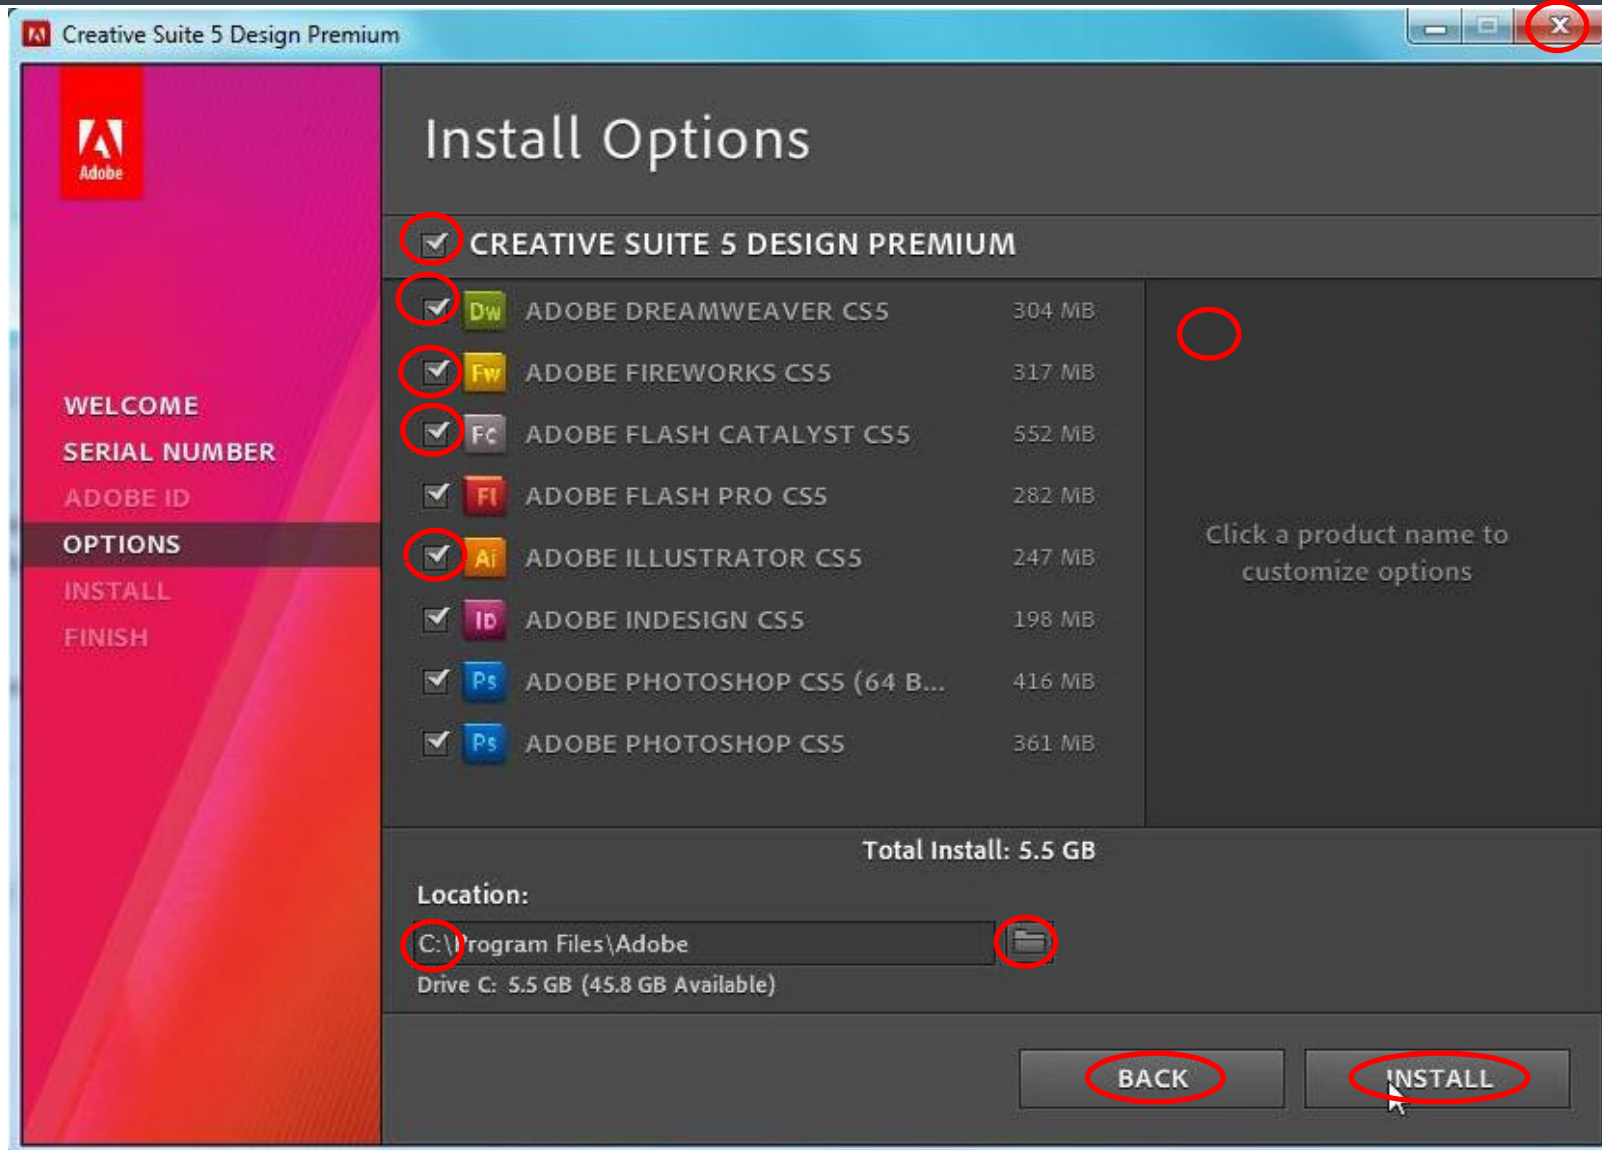 Creative Suite 5 Design Premium
Adobe
Install Options
CREATIVE SUITE 5 DESIGN PREMIUM
Dw ADOBE DREAMWEAVER CS5 304 MB
Fw ADOBE FIREWORKS CS5 317 MB
Fc ADOBE FLASH CATALYST CS5 552 MB
Fl ADOBE FLASH PRO CS5 282 MB
Ai ADOBE ILLUSTRATOR CS5 247 MB
ID ADOBE INDESIGN CS5 198 MB
Ps ADOBE PHOTOSHOP CS5 (64 B... 416 MB
Ps ADOBE PHOTOSHOP CS5 361 MB
WELCOME
SERIAL NUMBER
ADOBE ID
OPTIONS
INSTALL
FINISH
Click a product name to
customize options
Total Install: 5.5 GB
Location:
C:\Program Files\Adobe
Drive C: 5.5 GB (45.8 GB Available)
BACK
INSTALL